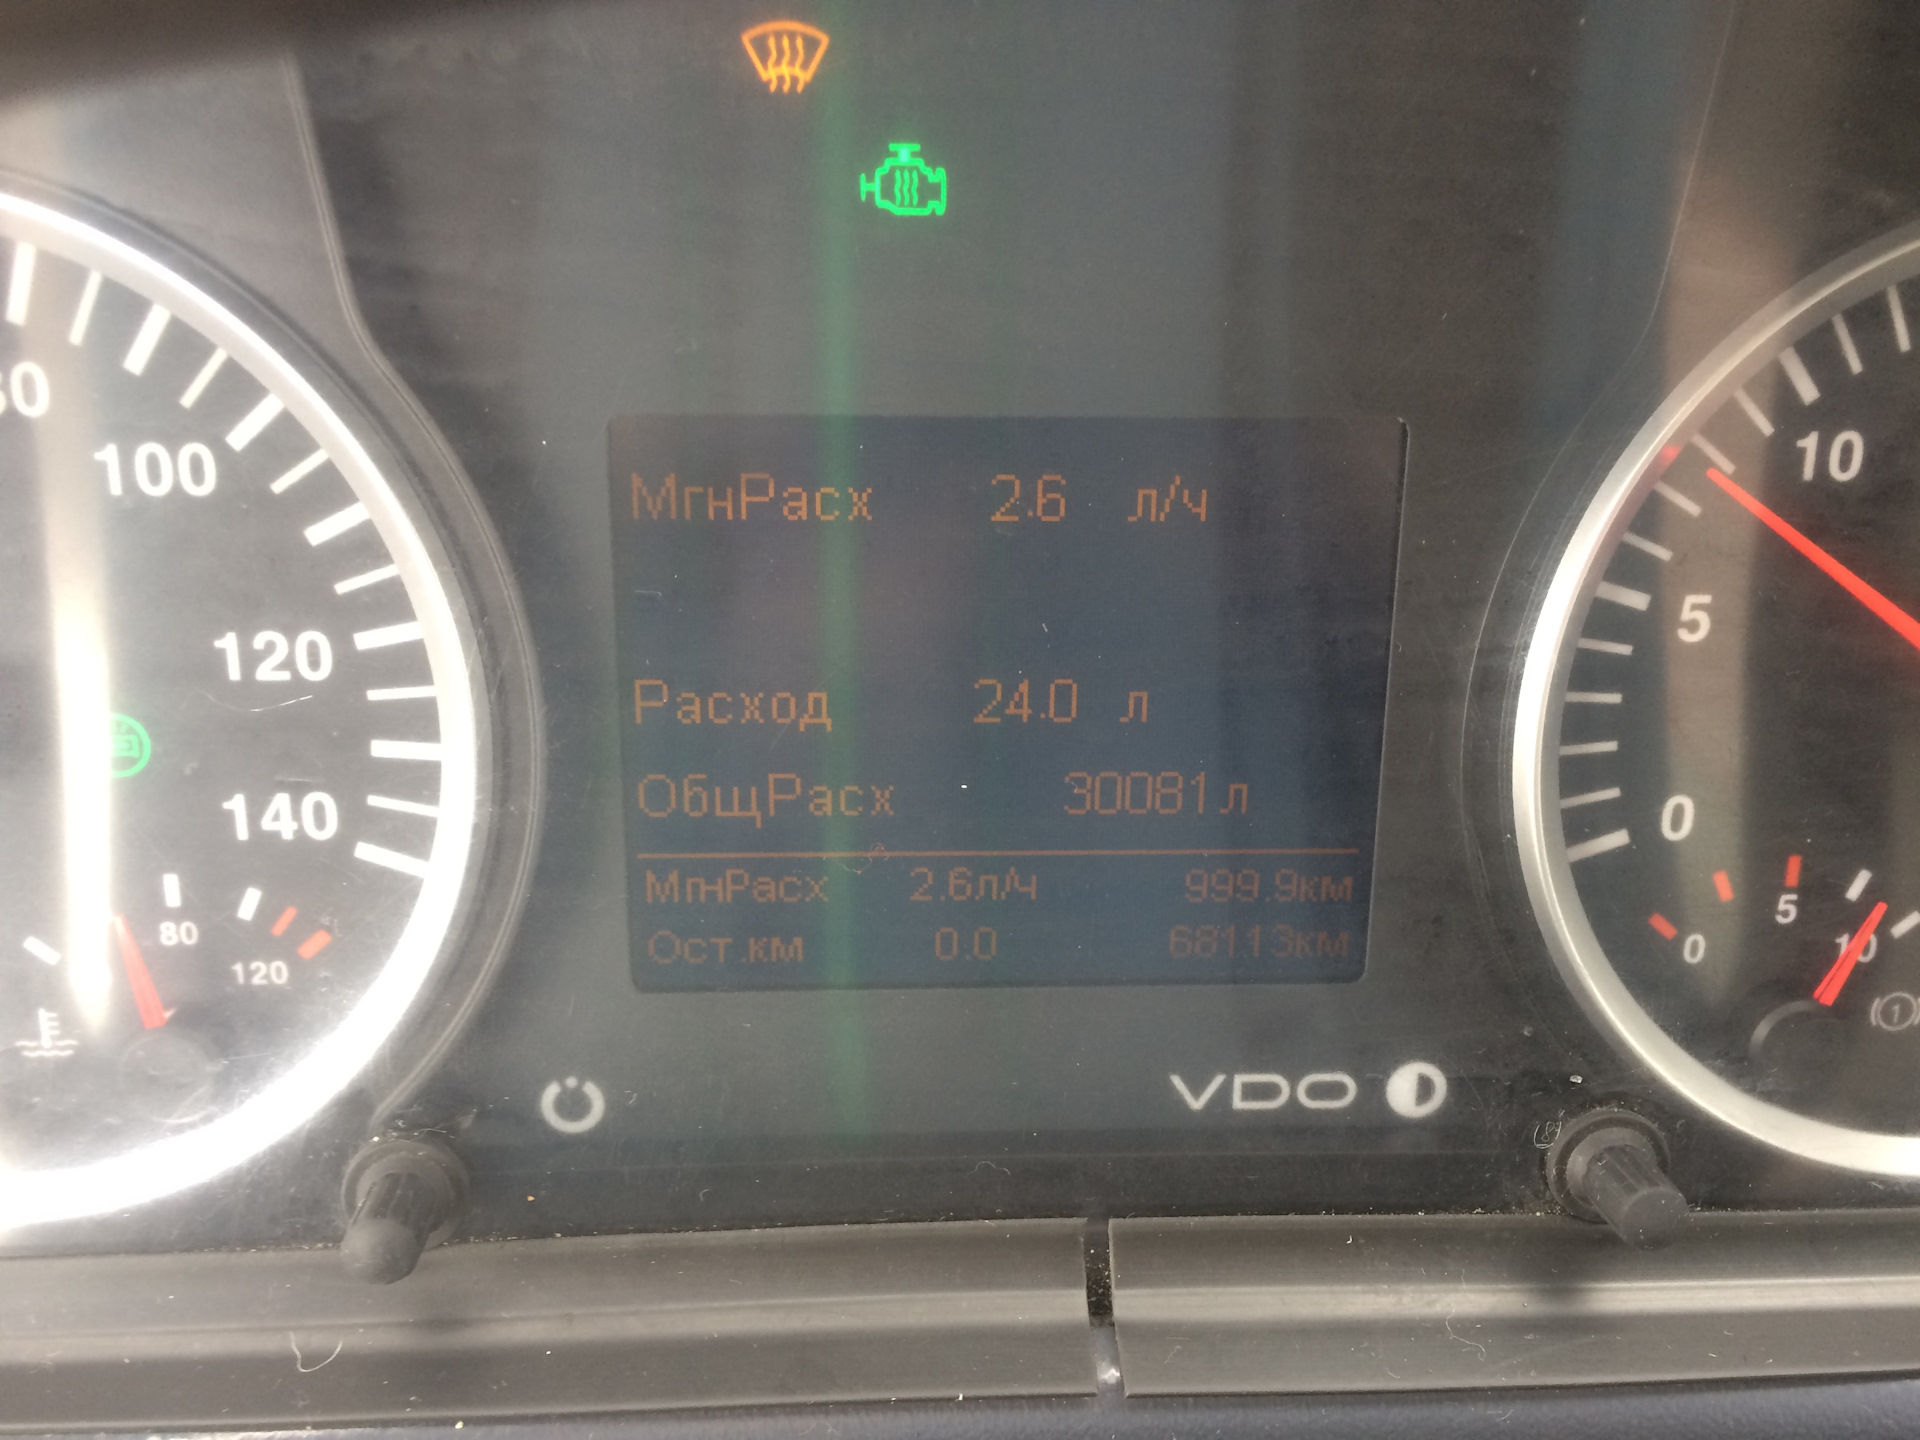 МгнРасх 2.6 л/ч
Расход 24.0 л
ОбщРасх 30081л
МгнРасх 2.6л/ч 999.9км
Ост.км 0.0 68113км
100
120
140
80
120
10
5
0
5
0
10
VDO